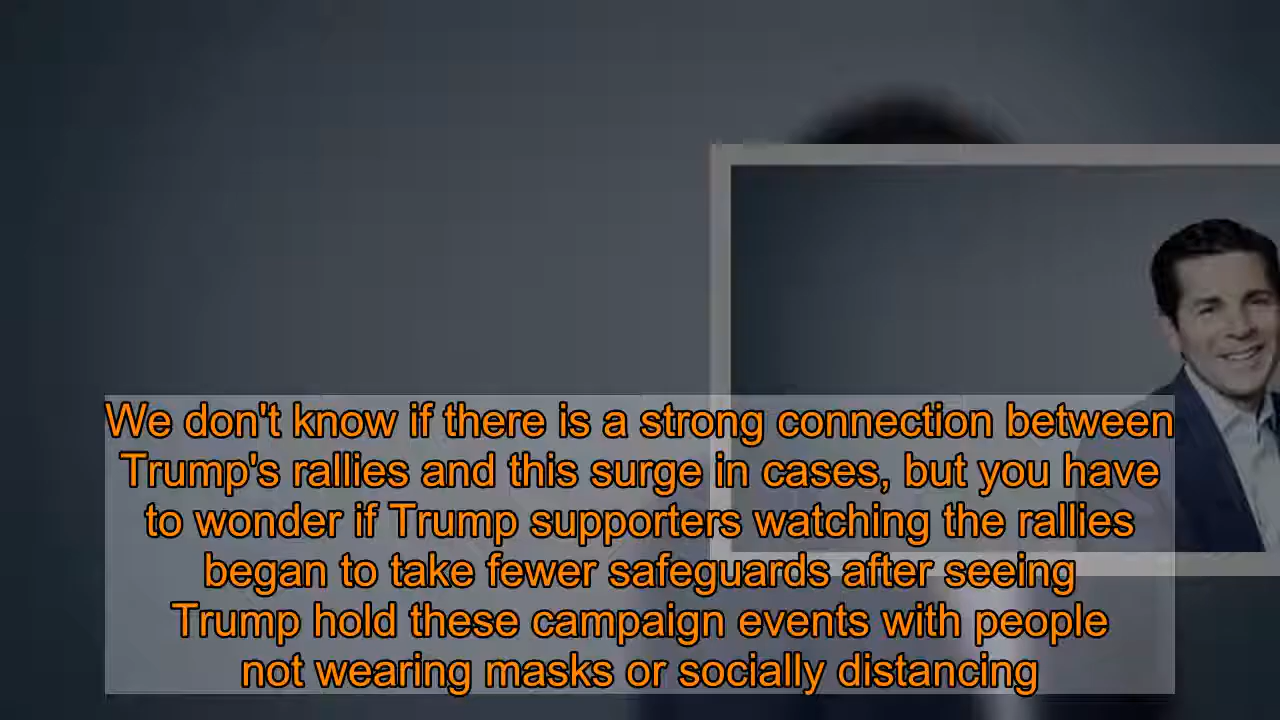 We don't know if there is a strong connection between
Trump's rallies and this surge in cases, but you have
to wonder if Trump supporters watching the rallies
began to take fewer safeguards after seeing
Trump hold these campaign events with people
not wearing masks or socially distancing